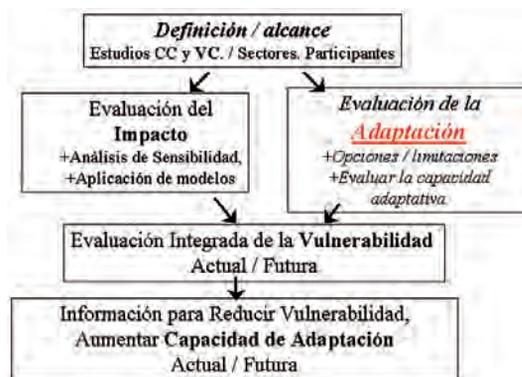 Definición / alcance
Estudios CC y VC. / Sectores. Participantes
Evaluación del
Impacto
+Análisis de Sensibilidad,
+Aplicación de modelos
Evaluación de la
Adaptación
+Opciones / limitaciones
+Evaluar la capacidad
adaptativa
Evaluación Integrada de la Vulnerabilidad
Actual / Futura
Información para Reducir Vulnerabilidad,
Aumentar Capacidad de Adaptación
Actual / Futura